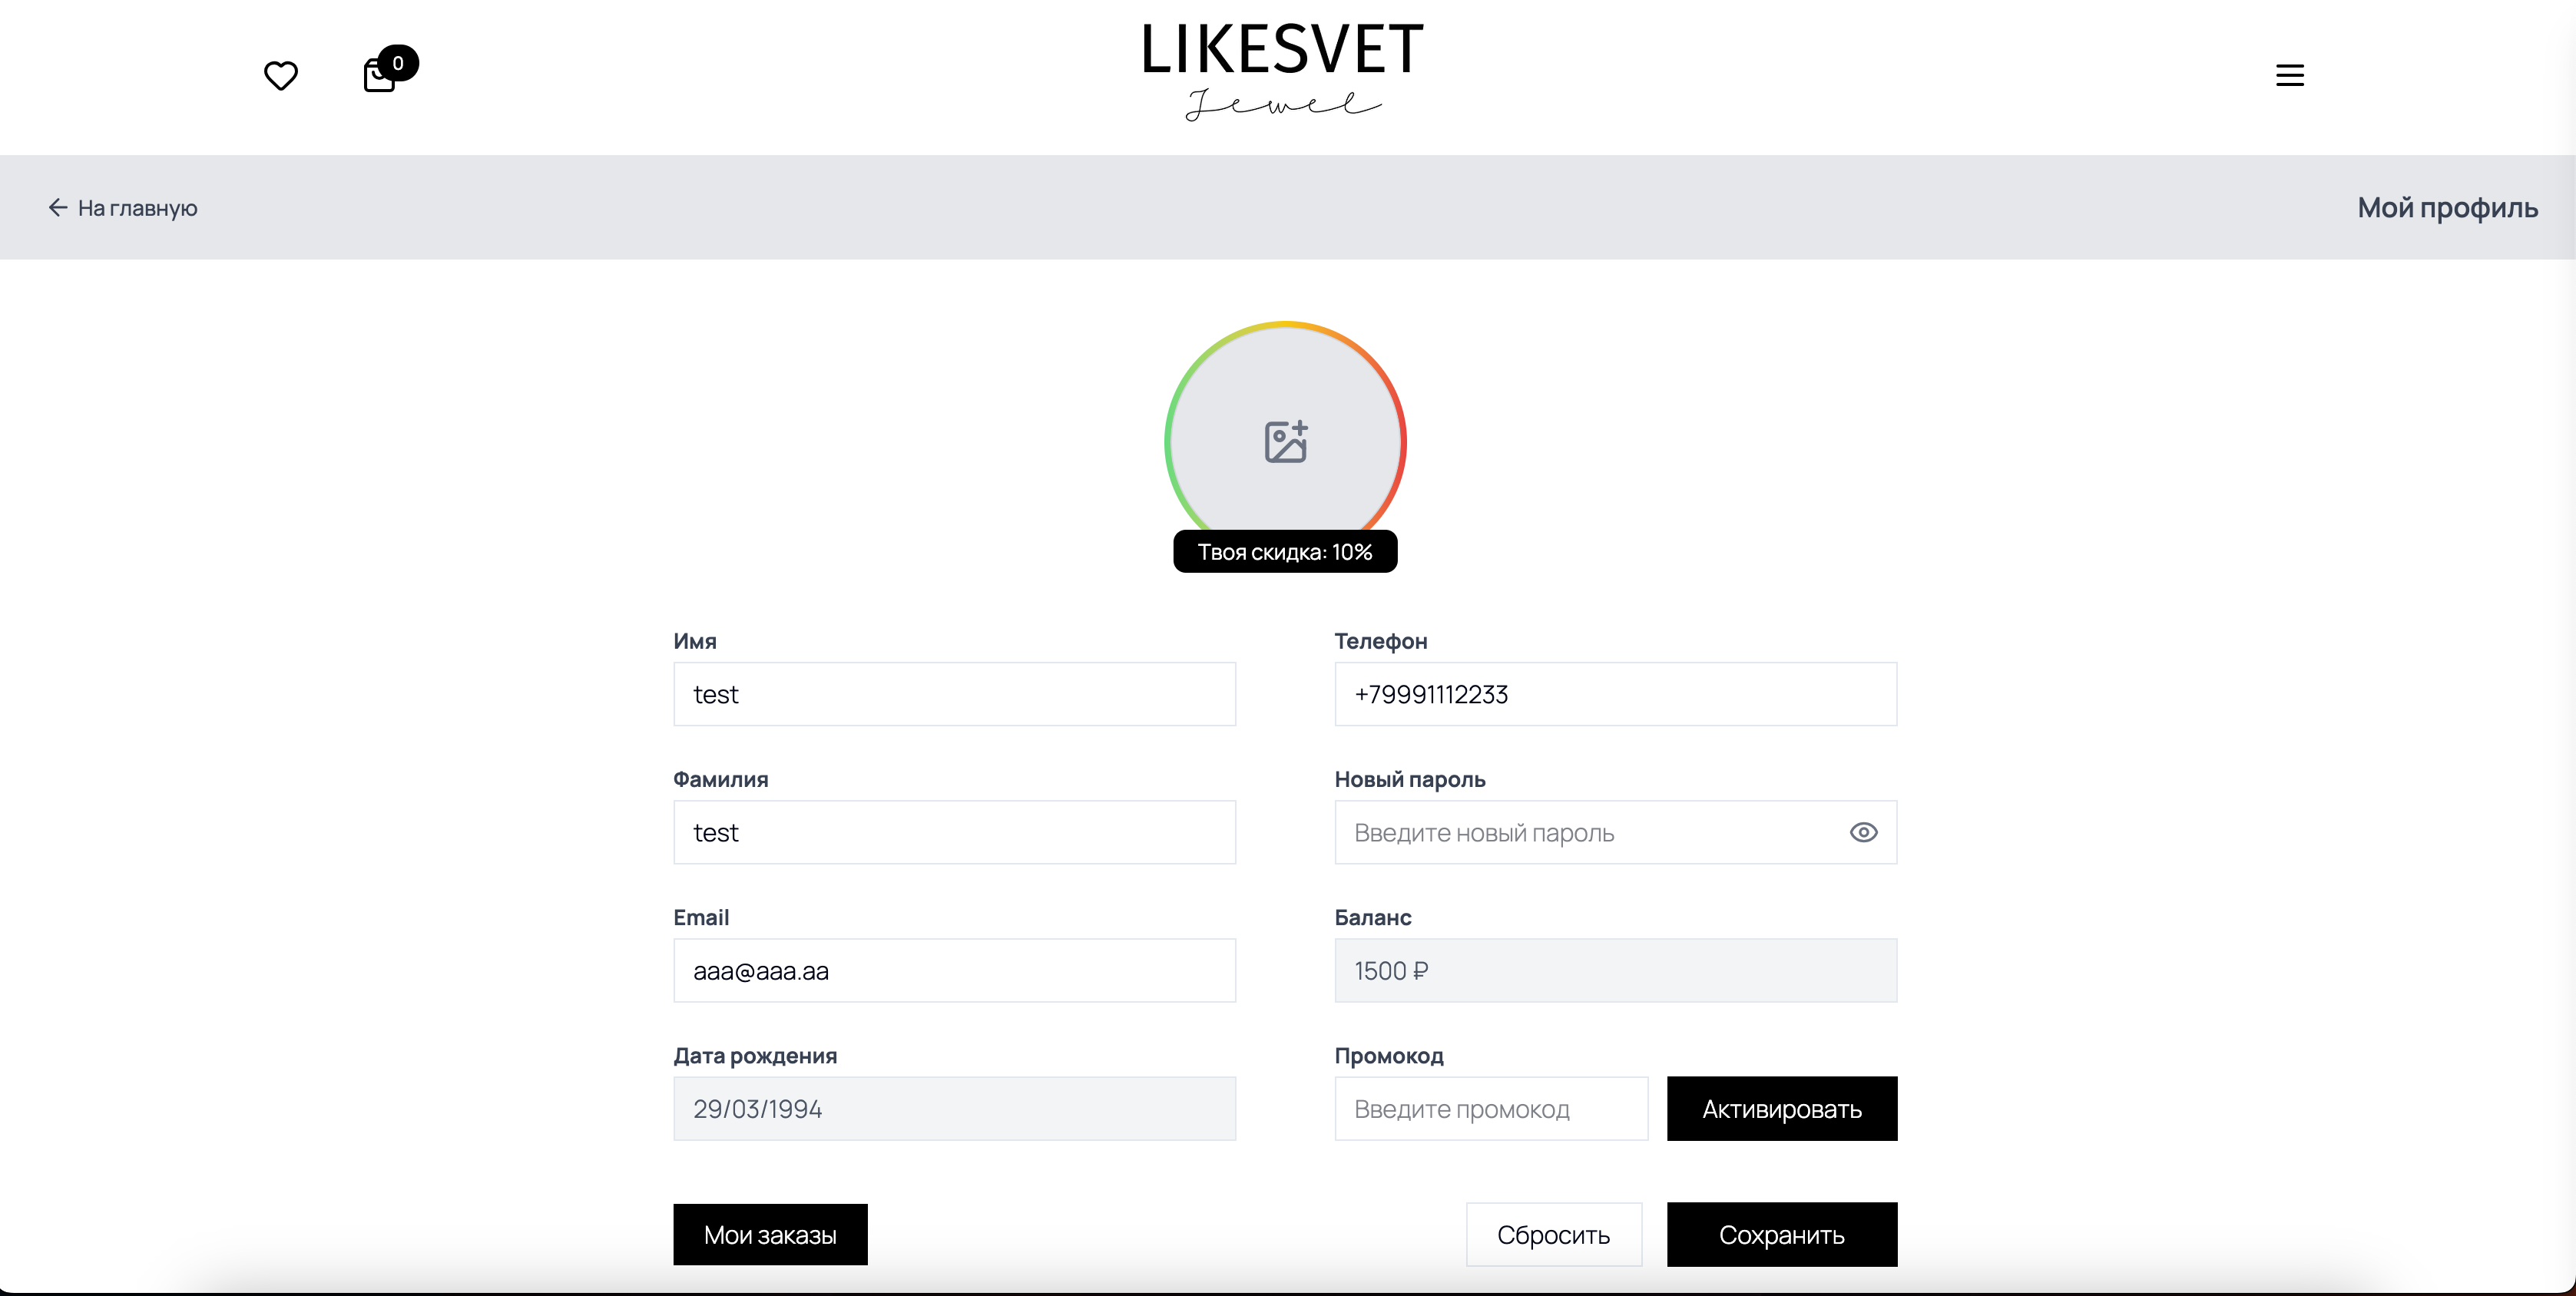 0
LIKESVET
Jewel
На главную
Мой профиль
Твоя скидка: 10%
Имя
test
Телефон
+79991112233
Фамилия
test
Новый пароль
Введите новый пароль
Email
aaa@aaa.aa
Баланс
1500 ₽
Дата рождения
29/03/1994
Промокод
Введите промокод
Активировать
Мои заказы
Сбросить
Сохранить